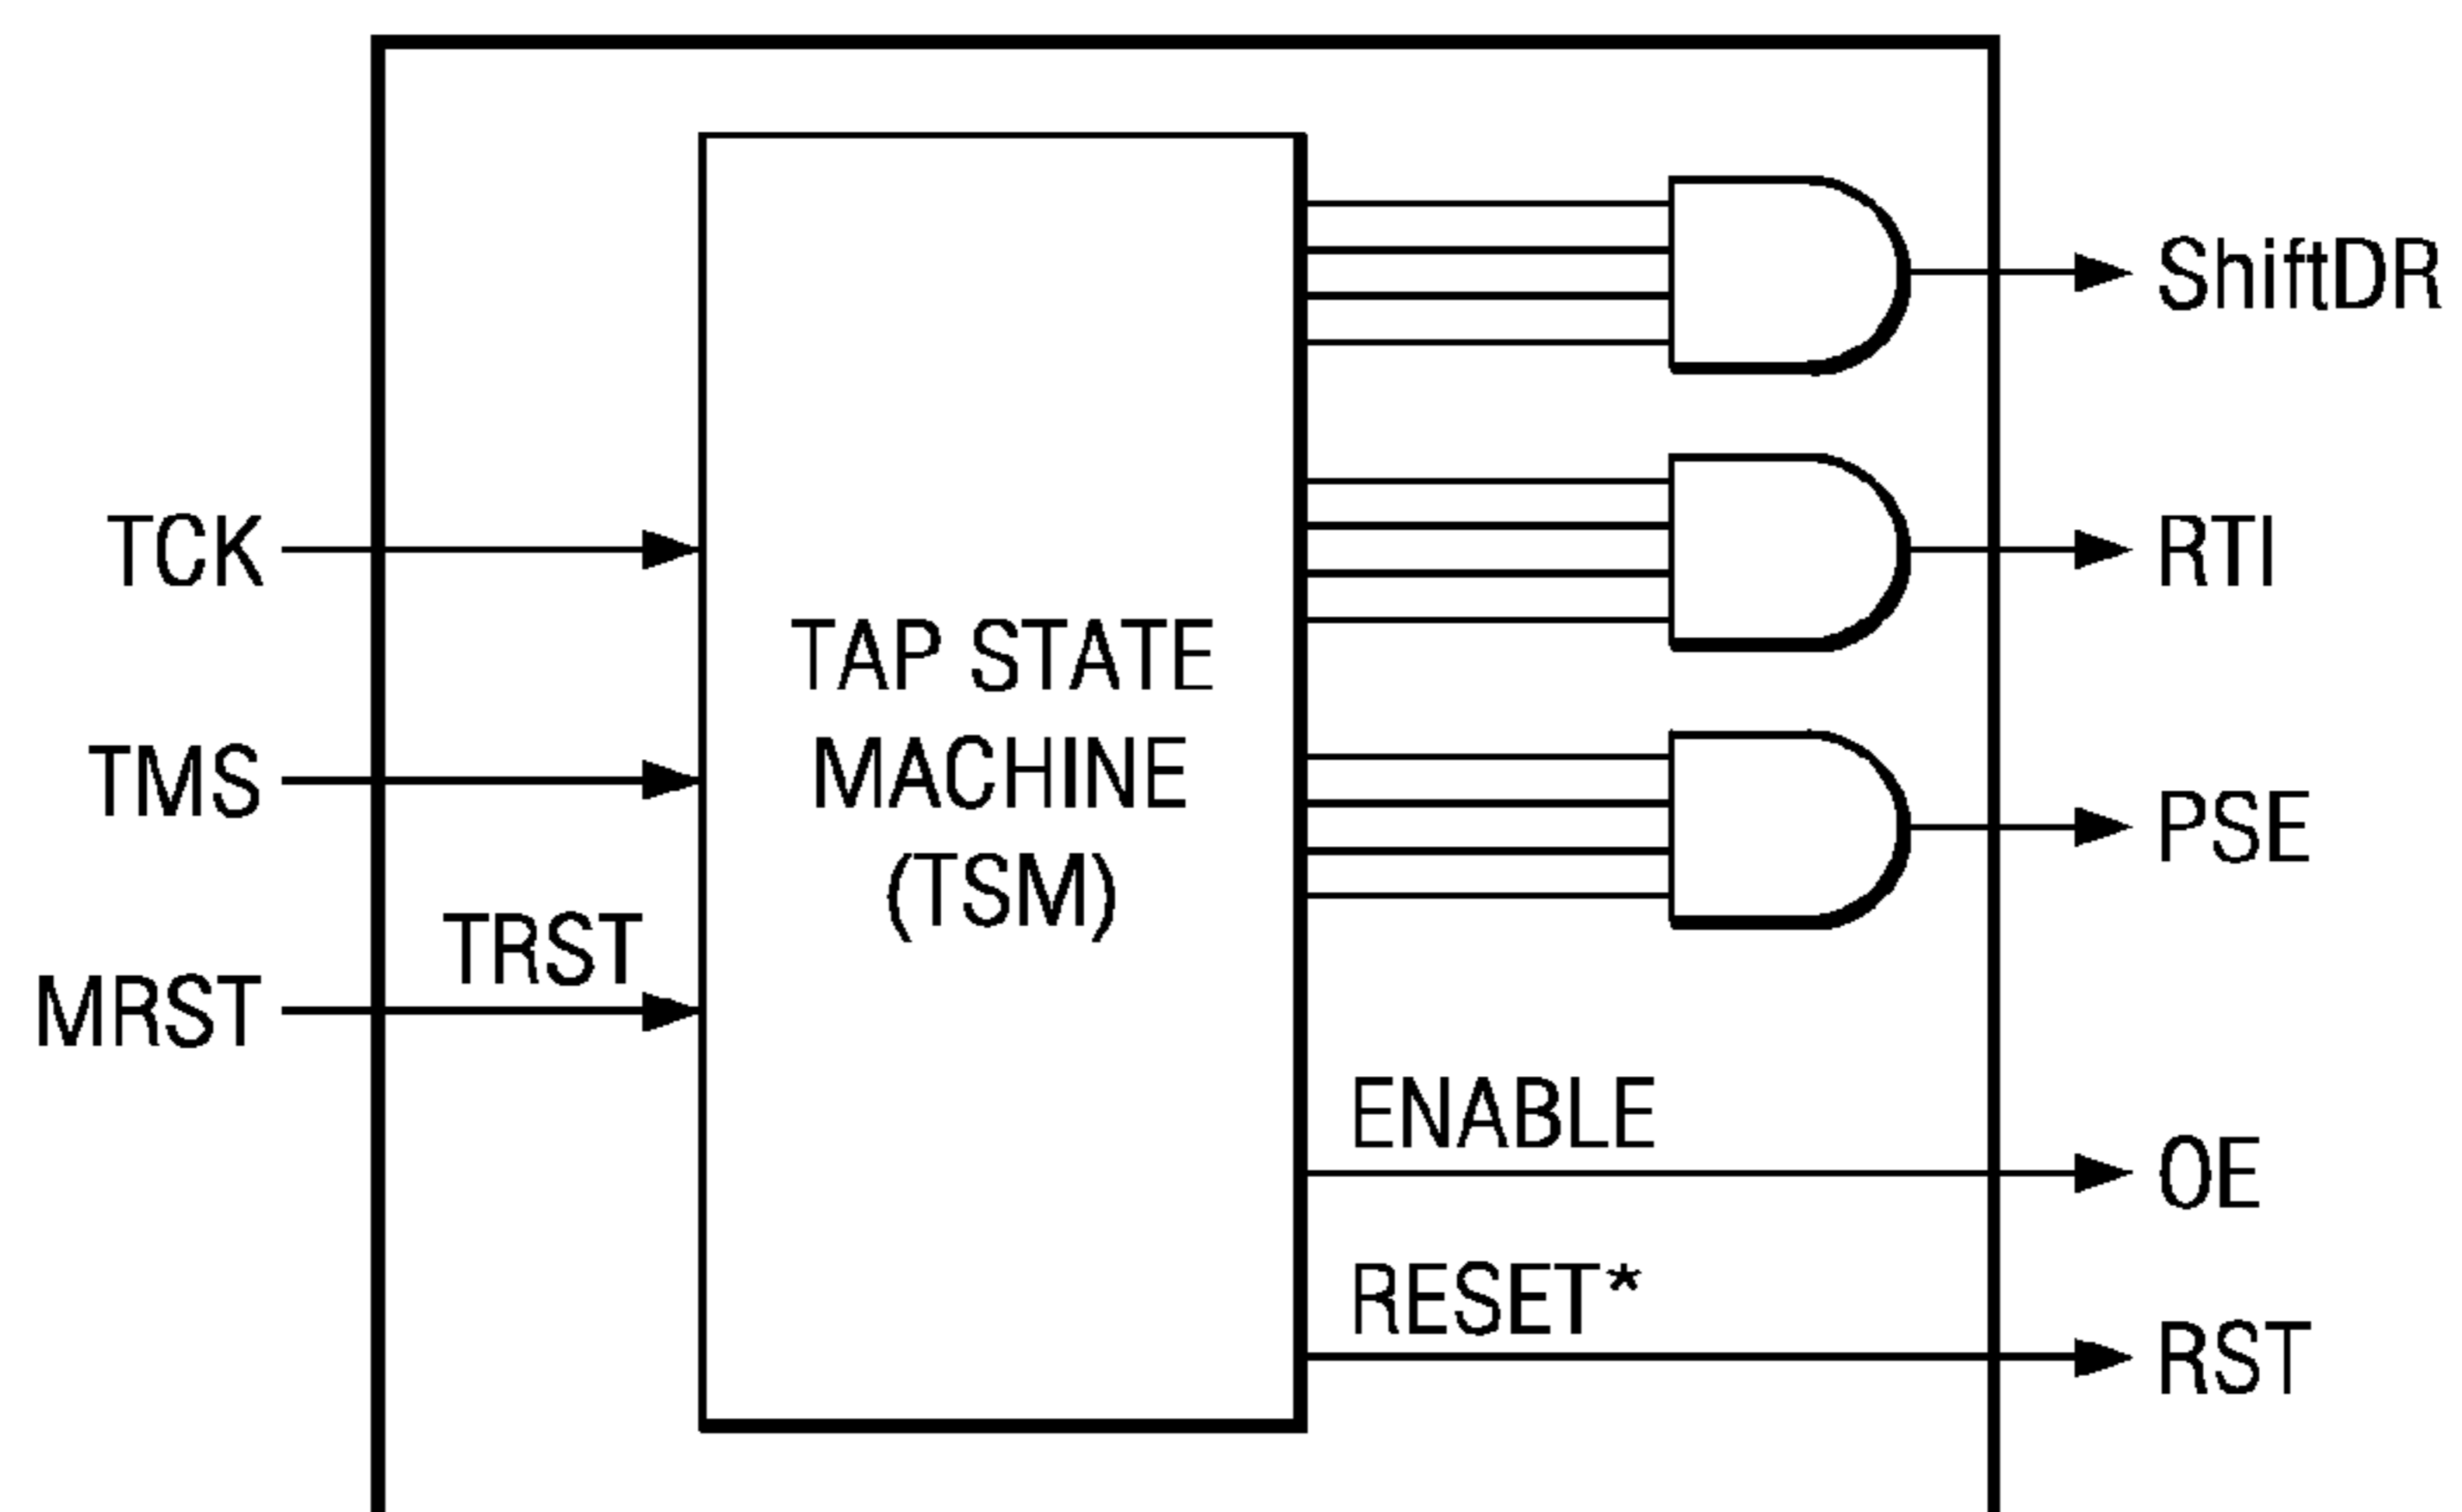 ShiftDR
TCK
RTI
TAP STATE
MACHINE
(TSM)
TMS
PSE
TRST
MRST
ENABLE
OE
RESET*
RST